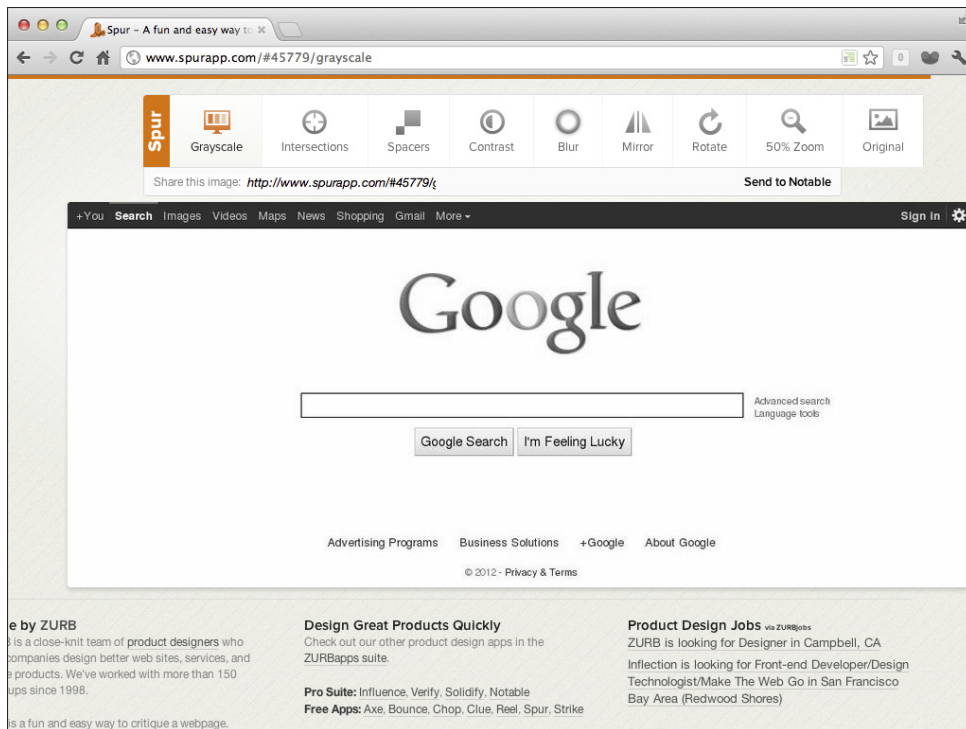 Spur – A fun and easy way to
www.spurapp.com/#45779/grayscale
0
Spur
Grayscale
Intersections
Spacers
Contrast
Blur
Mirror
Rotate
50% Zoom
Original
Share this image: http://www.spurapp.com/#45779/g
Send to Notable
+You Search Images Videos Maps News Shopping Gmail More
Sign in
Google
Advanced search
Language tools
Google Search
I'm Feeling Lucky
Advertising Programs Business Solutions +Google About Google
© 2012 - Privacy & Terms
e by ZURB
is a close-knit team of product designers who
companies design better web sites, services, and
e products. We've worked with more than 150
ups since 1998.
is a fun and easy way to critique a webpage.
Design Great Products Quickly
Check out our other product design apps in the
ZURBapps suite.
Pro Suite: Influence, Verify, Solidify, Notable
Free Apps: Axe, Bounce, Chop, Clue, Reel, Spur, Strike
Product Design Jobs via ZURBjobs
ZURB is looking for Designer in Campbell, CA
Inflection is looking for Front-end Developer/Design
Technologist/Make The Web Go in San Francisco
Bay Area (Redwood Shores)